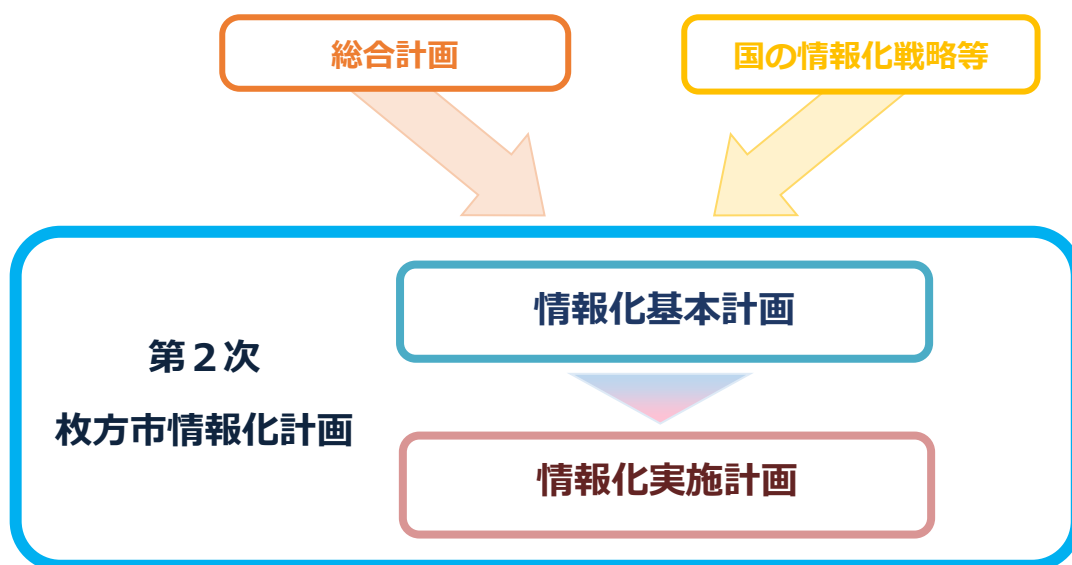 総合計画
国の情報化戦略等
情報化基本計画
第２次
枚方市情報化計画
情報化実施計画